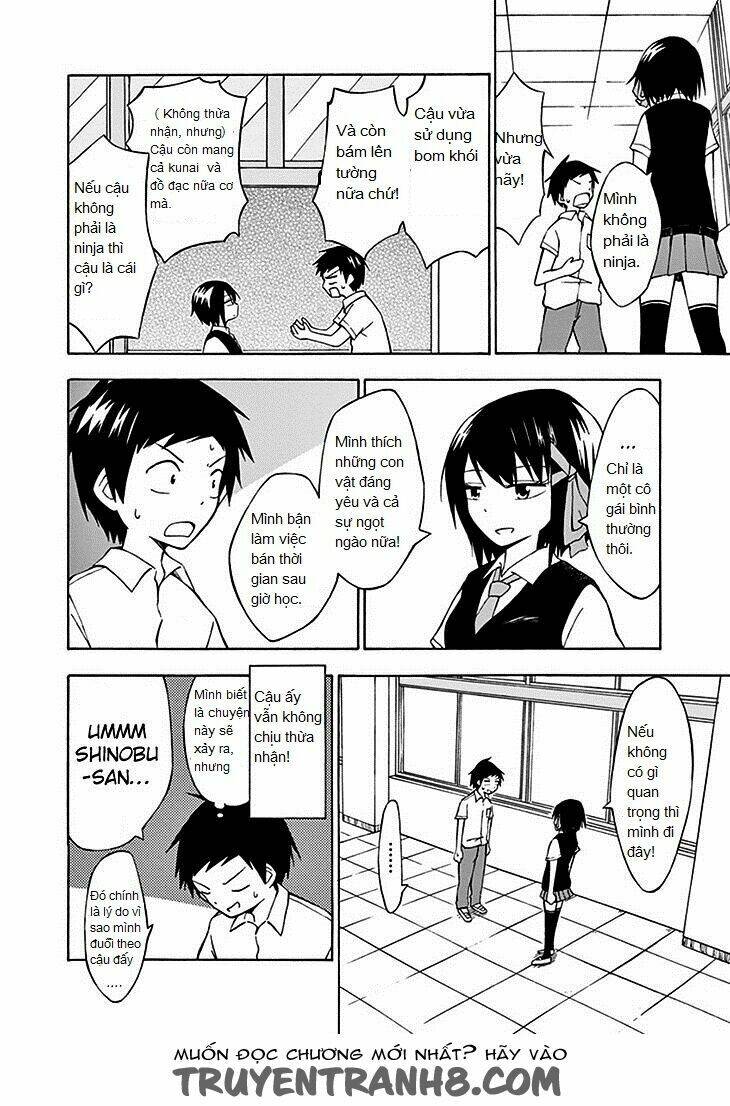 Mình
không
phải là
ninja.
Nhưng
vừa
nãy!
Cậu vừa
sử dụng
bom khói
Và còn
bám lên
tường
nữa chứ!
( Không thừa
nhận, nhưng)
Cậu còn mang
cả kunai và
đồ đạc nữa cơ
mà.
Nếu cậu
không
phải là
ninja thì
cậu là cái
gì?
...
Chỉ là
một cô
gái bình
thường
thôi.
Mình thích
những con
vật đáng
yêu và cả
sự ngọt
ngào nữa!
Mình bận
làm việc
bán thời
gian sau
giờ học.
Nếu
không
có gì
quan
trọng thì
mình đi
đây!
......
Cậu ấy
vẫn không
chịu thừa
nhận!
Mình biết
là chuyện
này sẽ
xảy ra,
nhưng
UMMM
SHINOBU
-SAN...
Đó chính
là lý do vì
sao mình
đuổi theo
cậu đấy
....
MUỐN ĐỌC CHƯƠNG MỚI NHẤT? HÃY VÀO
TRUYENTRANH8.COM